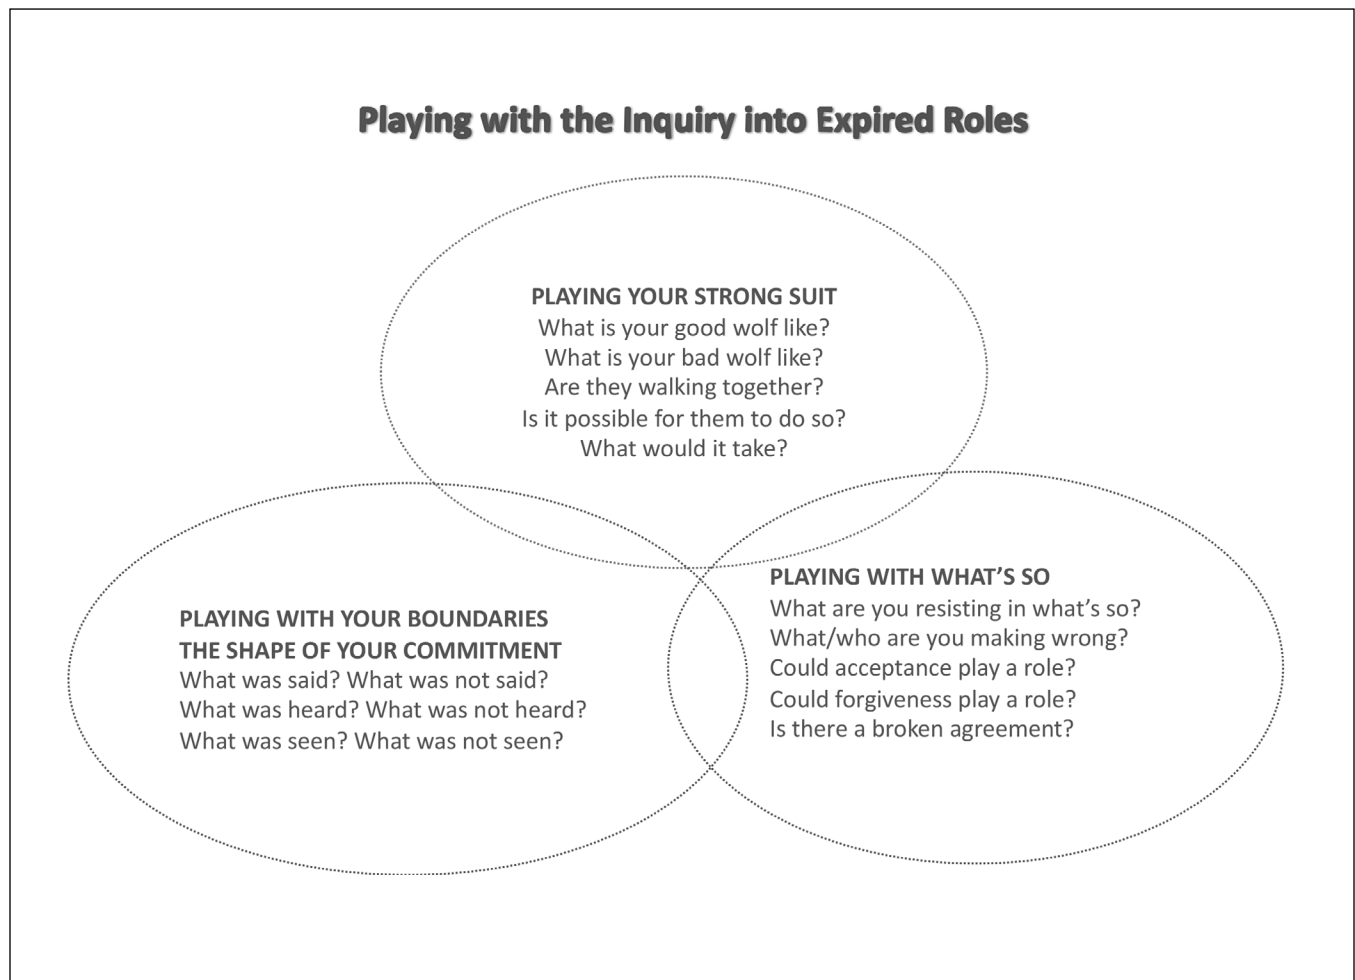 Playing with the Inquiry into Expired Roles
PLAYING YOUR STRONG SUIT
What is your good wolf like?
What is your bad wolf like?
Are they walking together?
Is it possible for them to do so?
What would it take?
PLAYING WITH YOUR BOUNDARIES
THE SHAPE OF YOUR COMMITMENT
What was said? What was not said?
What was heard? What was not heard?
What was seen? What was not seen?
PLAYING WITH WHAT’S SO
What are you resisting in what’s so?
What/who are you making wrong?
Could acceptance play a role?
Could forgiveness play a role?
Is there a broken agreement?